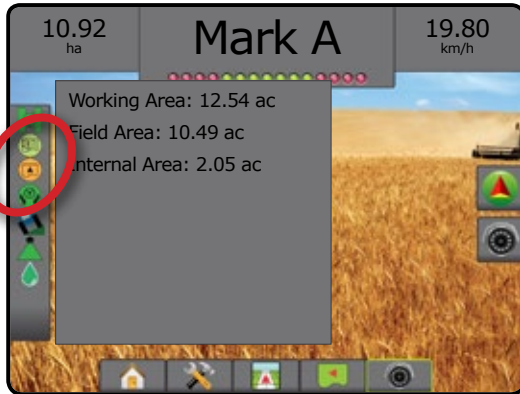 10.92
ha
Mark A
19.80
km/h
Working Area: 12.54 ac
Field Area: 10.49 ac
Internal Area: 2.05 ac